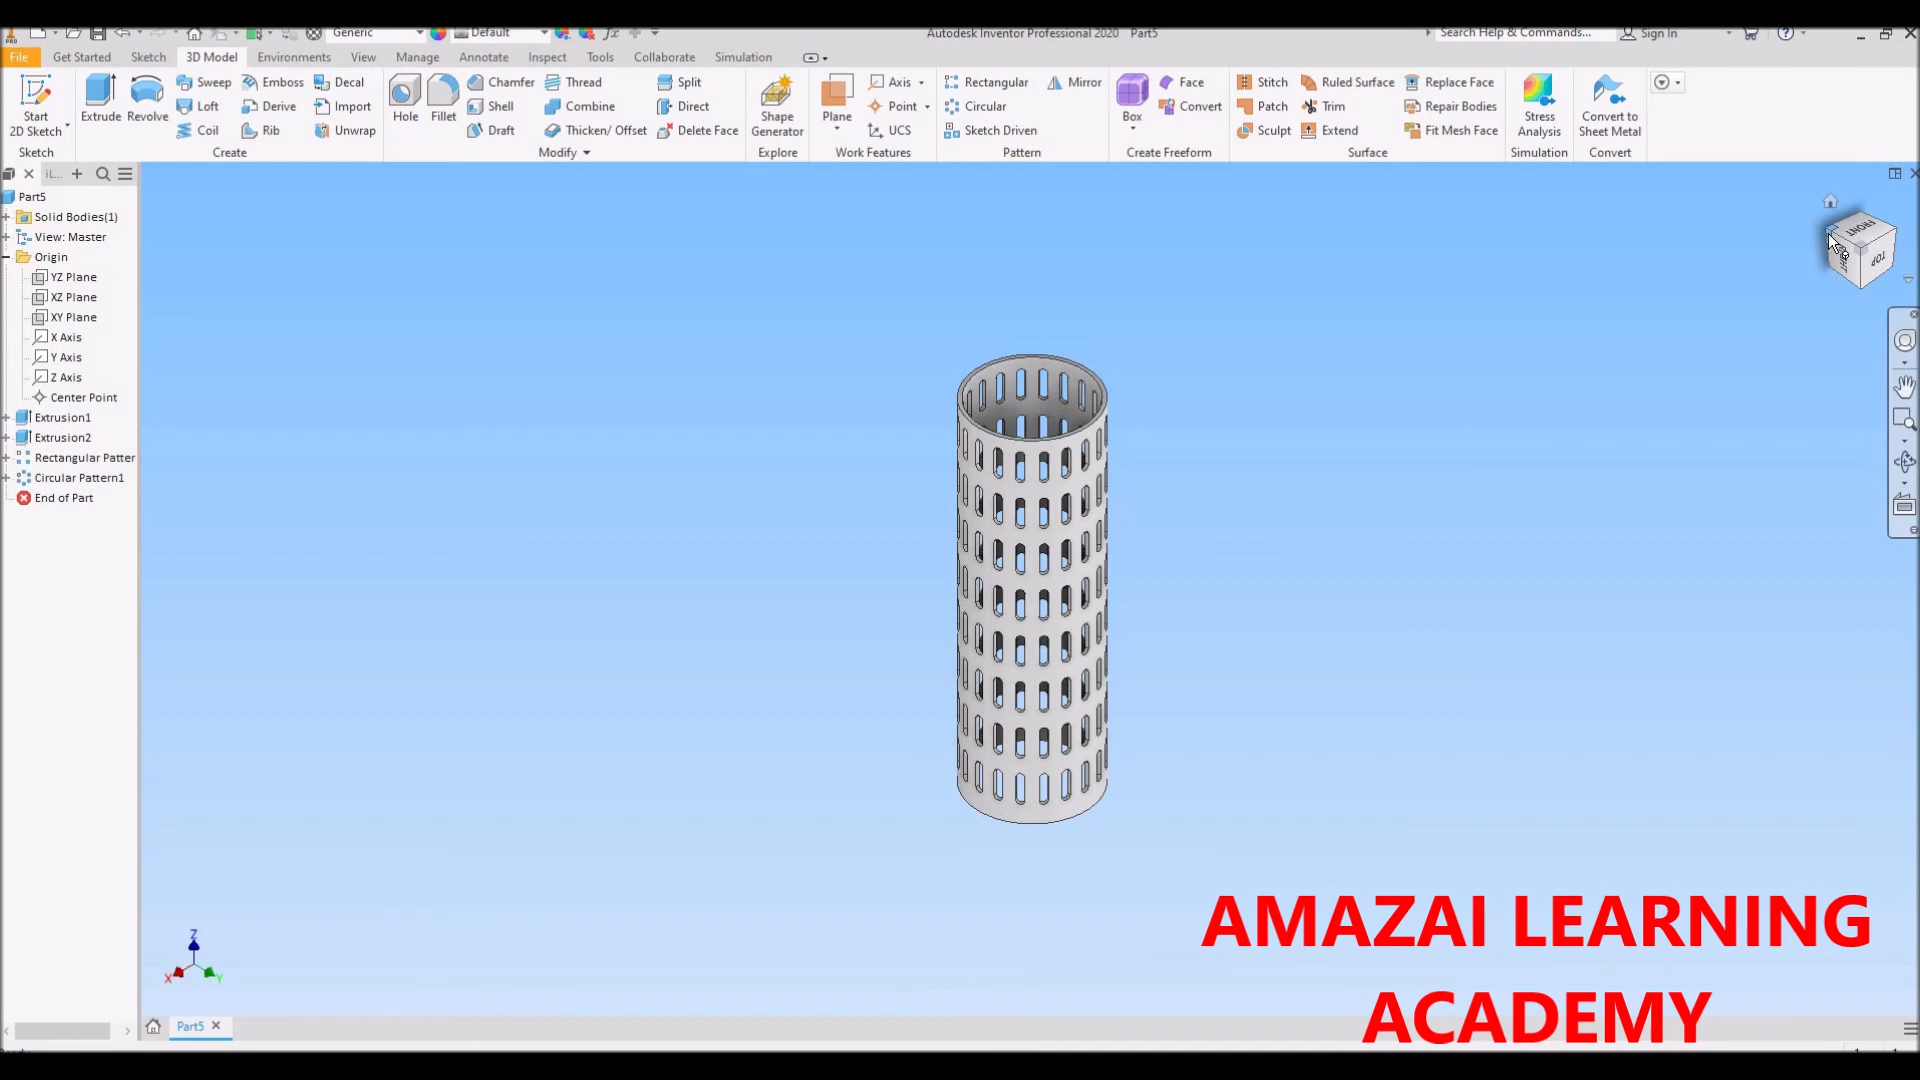 Generic Default Autodesk Inventor Professional 2020 Part5 Search Help & Commands... Sign In
File Get Started Sketch 3D Model Environments View Manage Annotate Inspect Tools Collaborate Simulation
Start 2D Sketch
Extrude
Revolve
Sweep Emboss Decal
Loft Derive Import
Coil Rib Unwrap
Hole
Fillet
Chamfer Thread Split
Shell Combine Direct
Draft Thicken/ Offset Delete Face
Shape Generator
Plane
Axis
Point
UCS
Rectangular Mirror
Circular
Sketch Driven
Box
Face
Convert
Stitch Ruled Surface Replace Face
Patch Trim Repair Bodies
Sculpt Extend Fit Mesh Face
Stress Analysis
Convert to Sheet Metal
Sketch Create Modify Explore Work Features Pattern Create Freeform Surface Simulation Convert
iL...
Part5
Solid Bodies(1)
View: Master
Origin
YZ Plane
XZ Plane
XY Plane
X Axis
Y Axis
Z Axis
Center Point
Extrusion1
Extrusion2
Rectangular Patter
Circular Pattern1
End of Part
FRONT
TOP
Z
X
Y
Part5
AMAZAI LEARNING
ACADEMY